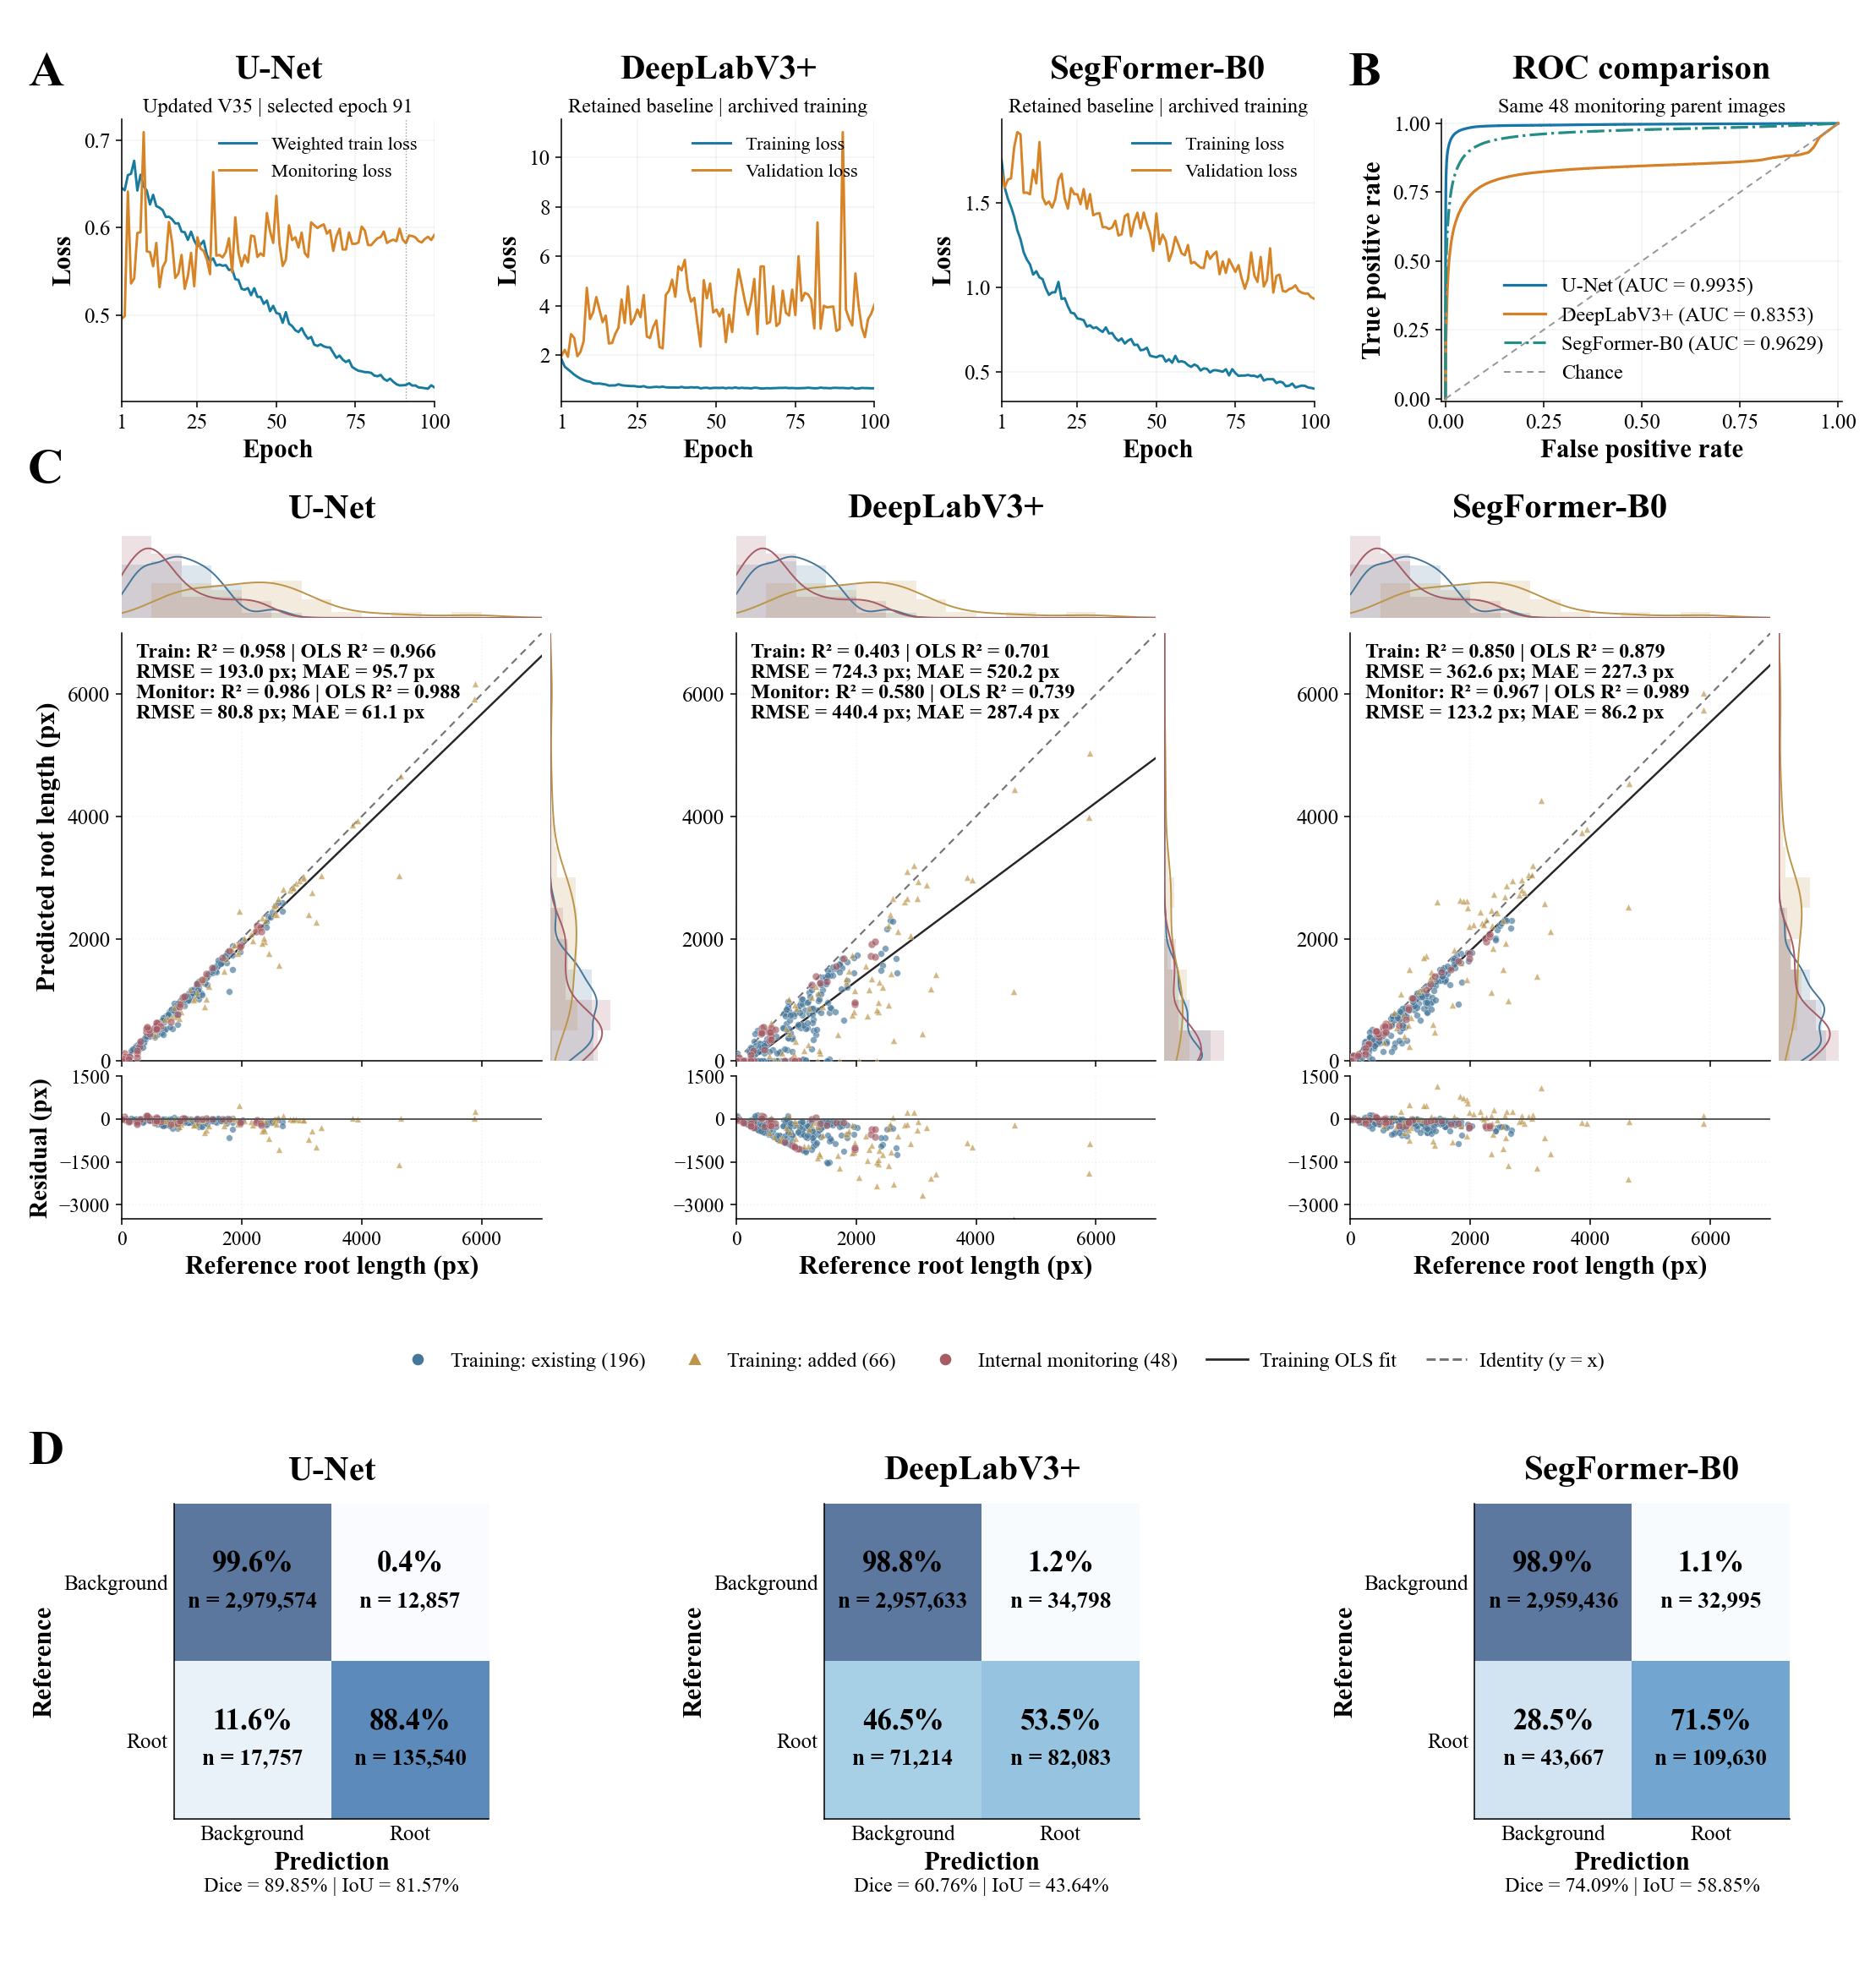 A
U-Net
Updated V35 | selected epoch 91
Weighted train loss
Monitoring loss
0.7
0.6
0.5
Loss
1
25
50
75
100
Epoch
DeepLabV3+
Retained baseline | archived training
Training loss
Validation loss
10
8
6
4
2
Loss
1
25
50
75
100
Epoch
SegFormer-B0
Retained baseline | archived training
Training loss
Validation loss
1.5
1.0
0.5
Loss
1
25
50
75
100
Epoch
B
ROC comparison
Same 48 monitoring parent images
1.00
0.75
0.50
0.25
0.00
True positive rate
U-Net (AUC = 0.9935)
DeepLabV3+ (AUC = 0.8353)
SegFormer-B0 (AUC = 0.9629)
Chance
0.00
0.25
0.50
0.75
1.00
False positive rate
C
U-Net
Train: R² = 0.958 | OLS R² = 0.966
RMSE = 193.0 px; MAE = 95.7 px
Monitor: R² = 0.986 | OLS R² = 0.988
RMSE = 80.8 px; MAE = 61.1 px
6000
4000
2000
0
Predicted root length (px)
1500
0
−1500
−3000
Residual (px)
0
2000
4000
6000
Reference root length (px)
DeepLabV3+
Train: R² = 0.403 | OLS R² = 0.701
RMSE = 724.3 px; MAE = 520.2 px
Monitor: R² = 0.580 | OLS R² = 0.739
RMSE = 440.4 px; MAE = 287.4 px
6000
4000
2000
0
1500
0
−1500
−3000
0
2000
4000
6000
Reference root length (px)
SegFormer-B0
Train: R² = 0.850 | OLS R² = 0.879
RMSE = 362.6 px; MAE = 227.3 px
Monitor: R² = 0.967 | OLS R² = 0.989
RMSE = 123.2 px; MAE = 86.2 px
6000
4000
2000
0
1500
0
−1500
−3000
0
2000
4000
6000
Reference root length (px)
Training: existing (196)
Training: added (66)
Internal monitoring (48)
Training OLS fit
Identity (y = x)
D
U-Net
Reference
Background
99.6%
n = 2,979,574
0.4%
n = 12,857
Root
11.6%
n = 17,757
88.4%
n = 135,540
Background
Root
Prediction
Dice = 89.85% | IoU = 81.57%
DeepLabV3+
Reference
Background
98.8%
n = 2,957,633
1.2%
n = 34,798
Root
46.5%
n = 71,214
53.5%
n = 82,083
Background
Root
Prediction
Dice = 60.76% | IoU = 43.64%
SegFormer-B0
Reference
Background
98.9%
n = 2,959,436
1.1%
n = 32,995
Root
28.5%
n = 43,667
71.5%
n = 109,630
Background
Root
Prediction
Dice = 74.09% | IoU = 58.85%